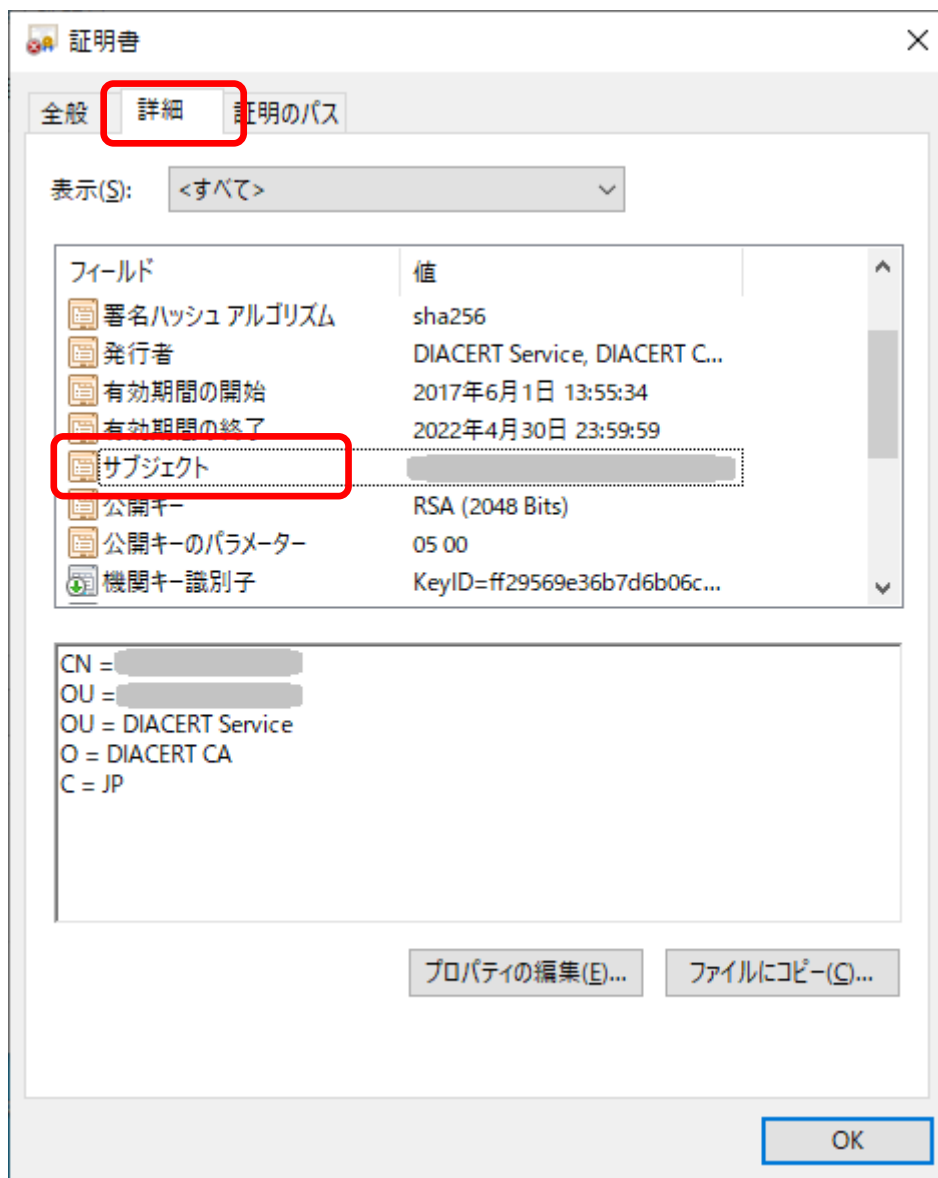 証明書
全般 詳細 証明のパス
表示(S): <すべて>
フィールド 値
署名ハッシュ アルゴリズム sha256
発行者 DIACERT Service, DIACERT C...
有効期間の開始 2017年6月1日 13:55:34
有効期間の終了 2022年4月30日 23:59:59
サブジェクト
公開キー RSA (2048 Bits)
公開キーのパラメーター 05 00
機関キー識別子 KeyID=ff29569e36b7d6b06c...
CN =
OU =
OU = DIACERT Service
O = DIACERT CA
C = JP
プロパティの編集(E)... ファイルにコピー(C)...
OK